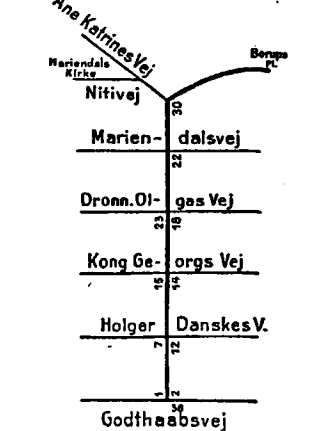 Ane Katrines Vej
Mariendals
Kirke
Borups
Pl.
Nitivej
30
Marien- dalsvej
22
Dronn. Ol- gas Vej
23 18
Kong Ge- orgs Vej
15 14
Holger Danskes V.
7 12
1 2
38
Godthaabsvej